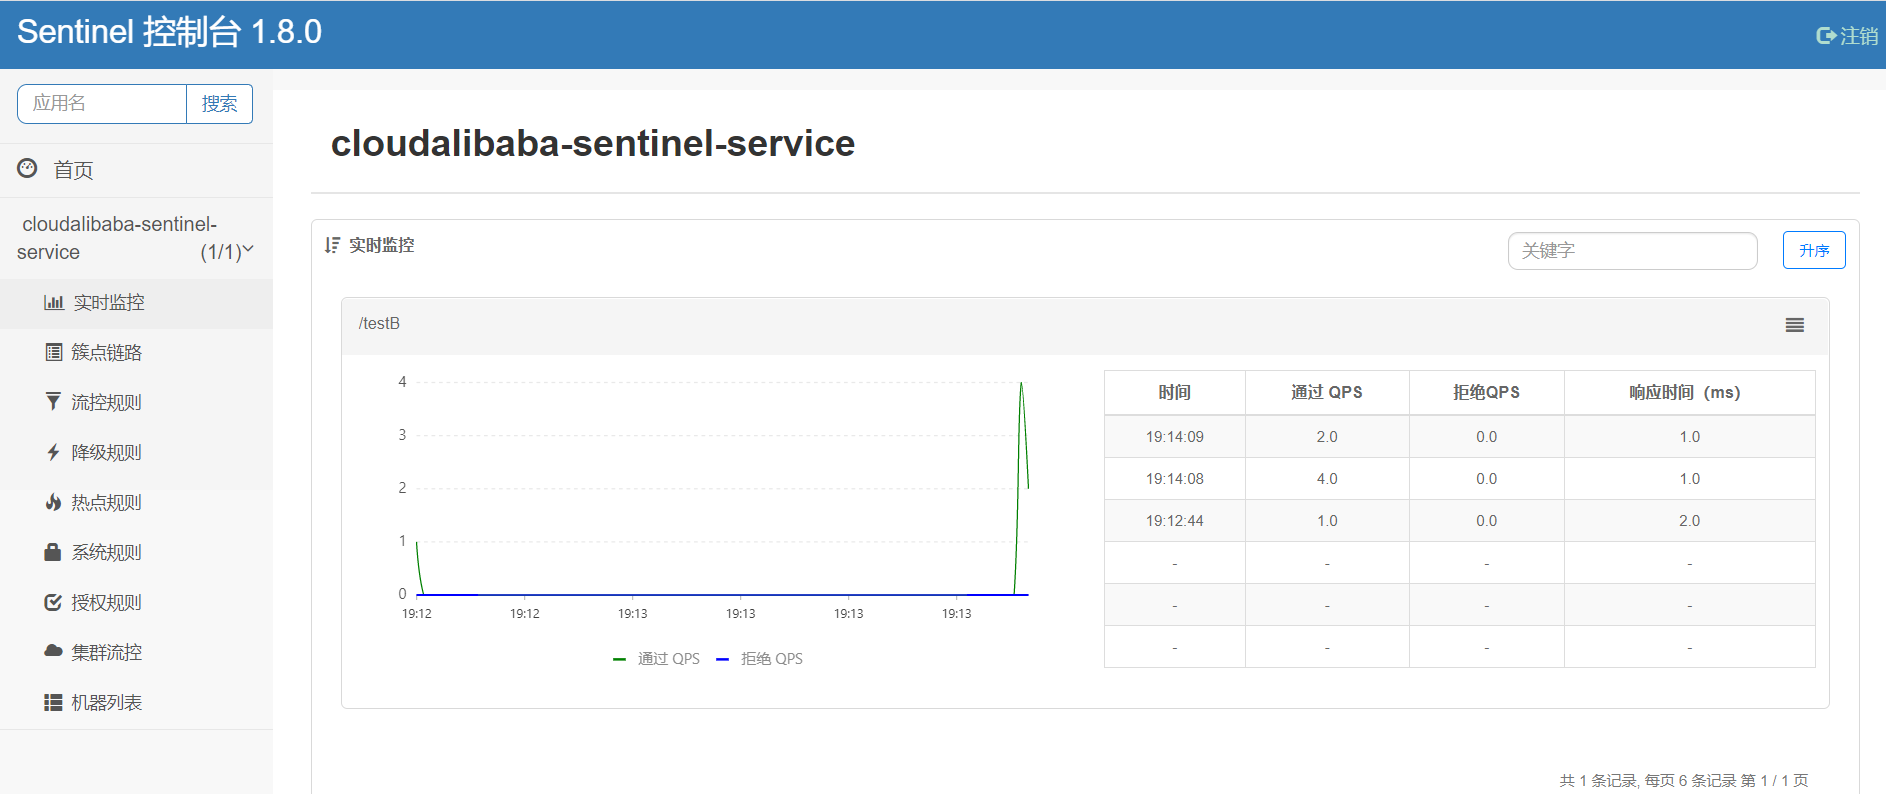 Sentinel 控制台 1.8.0
注销
应用名 搜索
首页
cloudalibaba-sentinel-
service (1/1)
实时监控
簇点链路
流控规则
降级规则
热点规则
系统规则
授权规则
集群流控
机器列表
cloudalibaba-sentinel-service
实时监控 关键字 升序
/testB
4
3
2
1
0
19:12 19:12 19:13 19:13 19:13 19:13
通过 QPS 拒绝 QPS
时间 通过 QPS 拒绝QPS 响应时间（ms）
19:14:09 2.0 0.0 1.0
19:14:08 4.0 0.0 1.0
19:12:44 1.0 0.0 2.0
- - - -
- - - -
- - - -
共 1 条记录, 每页 6 条记录 第 1 / 1 页